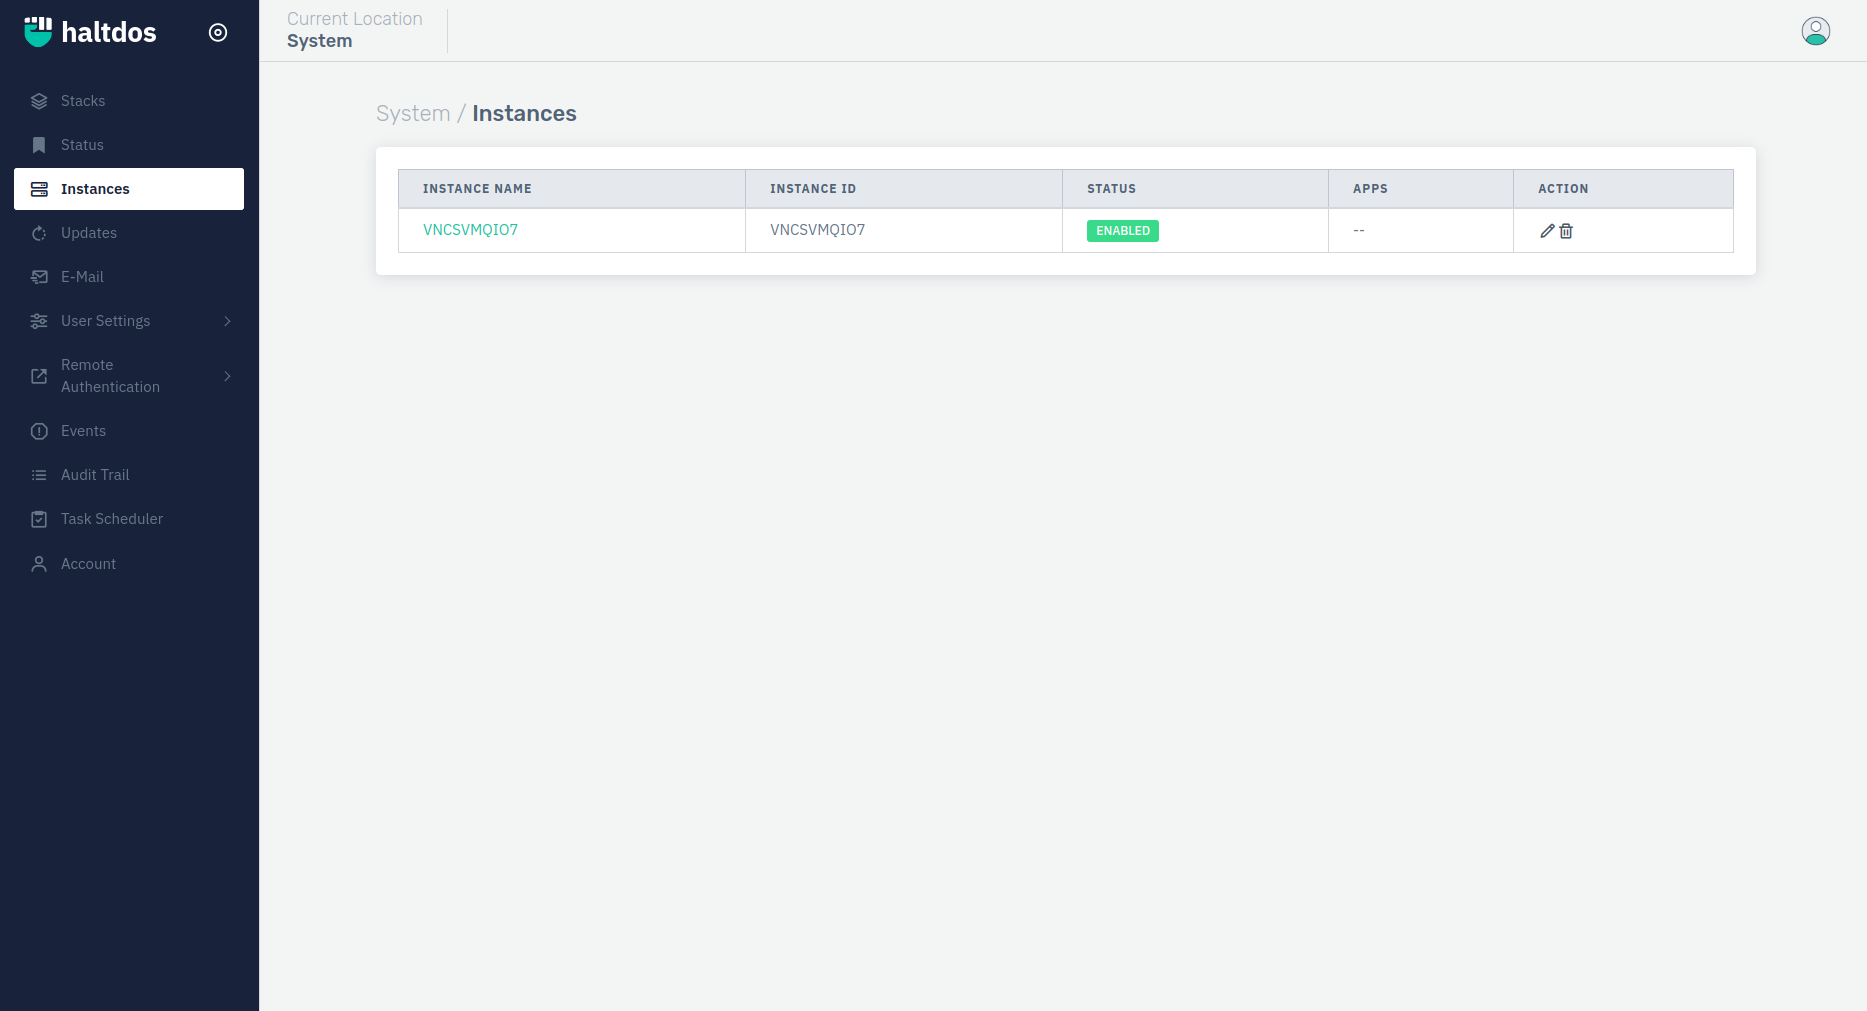 haltdos
Stacks
Status
Instances
Updates
E-Mail
User Settings
Remote
Authentication
Events
Audit Trail
Task Scheduler
Account
Current Location
System
System / Instances
INSTANCE NAME INSTANCE ID STATUS APPS ACTION
VNCSVMQIO7 VNCSVMQIO7 ENABLED --